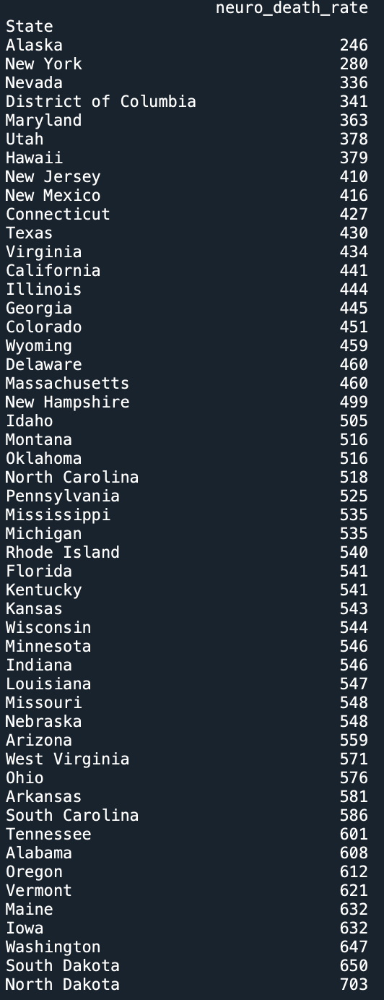 neuro_death_rate
State
Alaska 246
New York 280
Nevada 336
District of Columbia 341
Maryland 363
Utah 378
Hawaii 379
New Jersey 410
New Mexico 416
Connecticut 427
Texas 430
Virginia 434
California 441
Illinois 444
Georgia 445
Colorado 451
Wyoming 459
Delaware 460
Massachusetts 460
New Hampshire 499
Idaho 505
Montana 516
Oklahoma 516
North Carolina 518
Pennsylvania 525
Mississippi 535
Michigan 535
Rhode Island 540
Florida 541
Kentucky 541
Kansas 543
Wisconsin 544
Minnesota 546
Indiana 546
Louisiana 547
Missouri 548
Nebraska 548
Arizona 559
West Virginia 571
Ohio 576
Arkansas 581
South Carolina 586
Tennessee 601
Alabama 608
Oregon 612
Vermont 621
Maine 632
Iowa 632
Washington 647
South Dakota 650
North Dakota 703